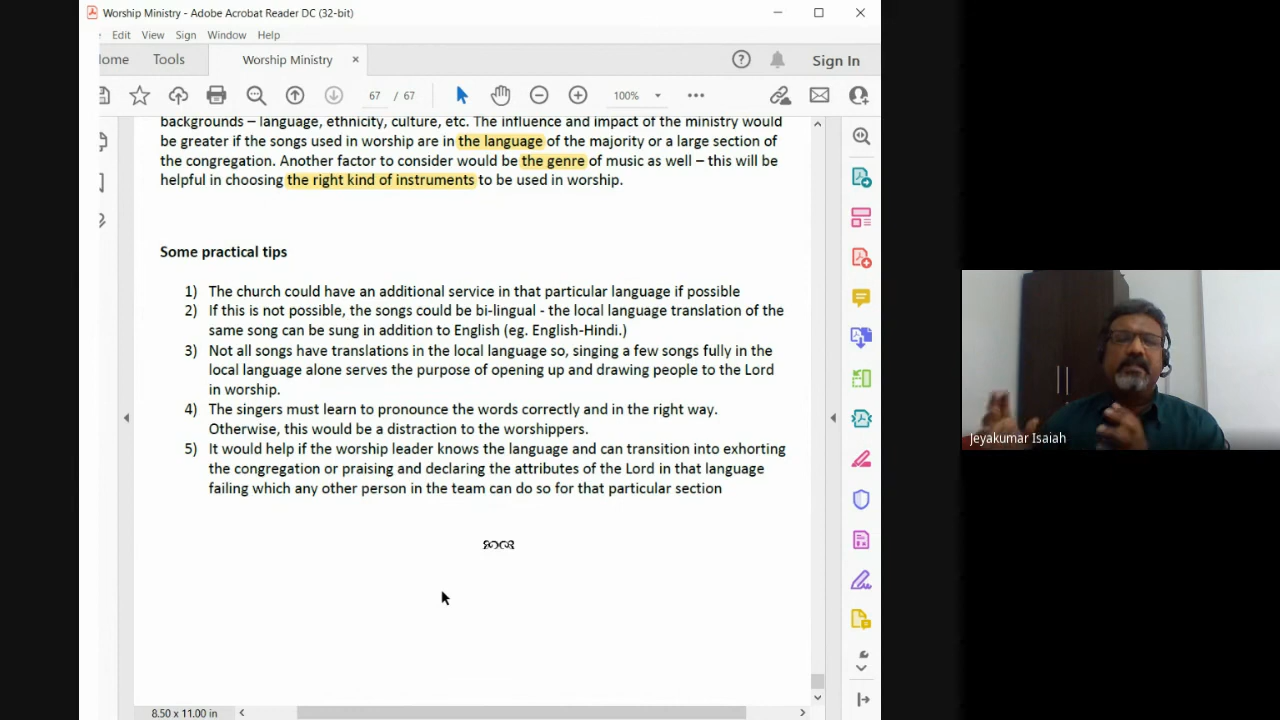 Worship Ministry - Adobe Acrobat Reader DC (32-bit)
Edit View Sign Window Help
ome Tools Worship Ministry × Sign In
67 / 67 100%
backgrounds – language, ethnicity, culture, etc. The influence and impact of the ministry would
be greater if the songs used in worship are in the language of the majority or a large section of
the congregation. Another factor to consider would be the genre of music as well – this will be
helpful in choosing the right kind of instruments to be used in worship.
Some practical tips
1) The church could have an additional service in that particular language if possible
2) If this is not possible, the songs could be bi-lingual - the local language translation of the
same song can be sung in addition to English (eg. English-Hindi.)
3) Not all songs have translations in the local language so, singing a few songs fully in the
local language alone serves the purpose of opening up and drawing people to the Lord
in worship.
4) The singers must learn to pronounce the words correctly and in the right way.
Otherwise, this would be a distraction to the worshippers.
5) It would help if the worship leader knows the language and can transition into exhorting
the congregation or praising and declaring the attributes of the Lord in that language
failing which any other person in the team can do so for that particular section
8.50 x 11.00 in
Jeyakumar Isaiah